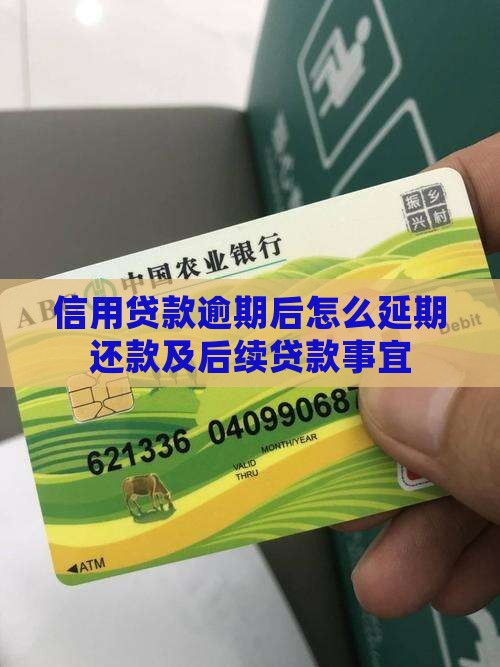 振乡
兴村
中国农业银行
ABC
Debit
信用贷款逾期后怎么延期
还款及后续贷款事宜
621336 040990687
MONTH/YEAR
VALID
THRU
◀ATM